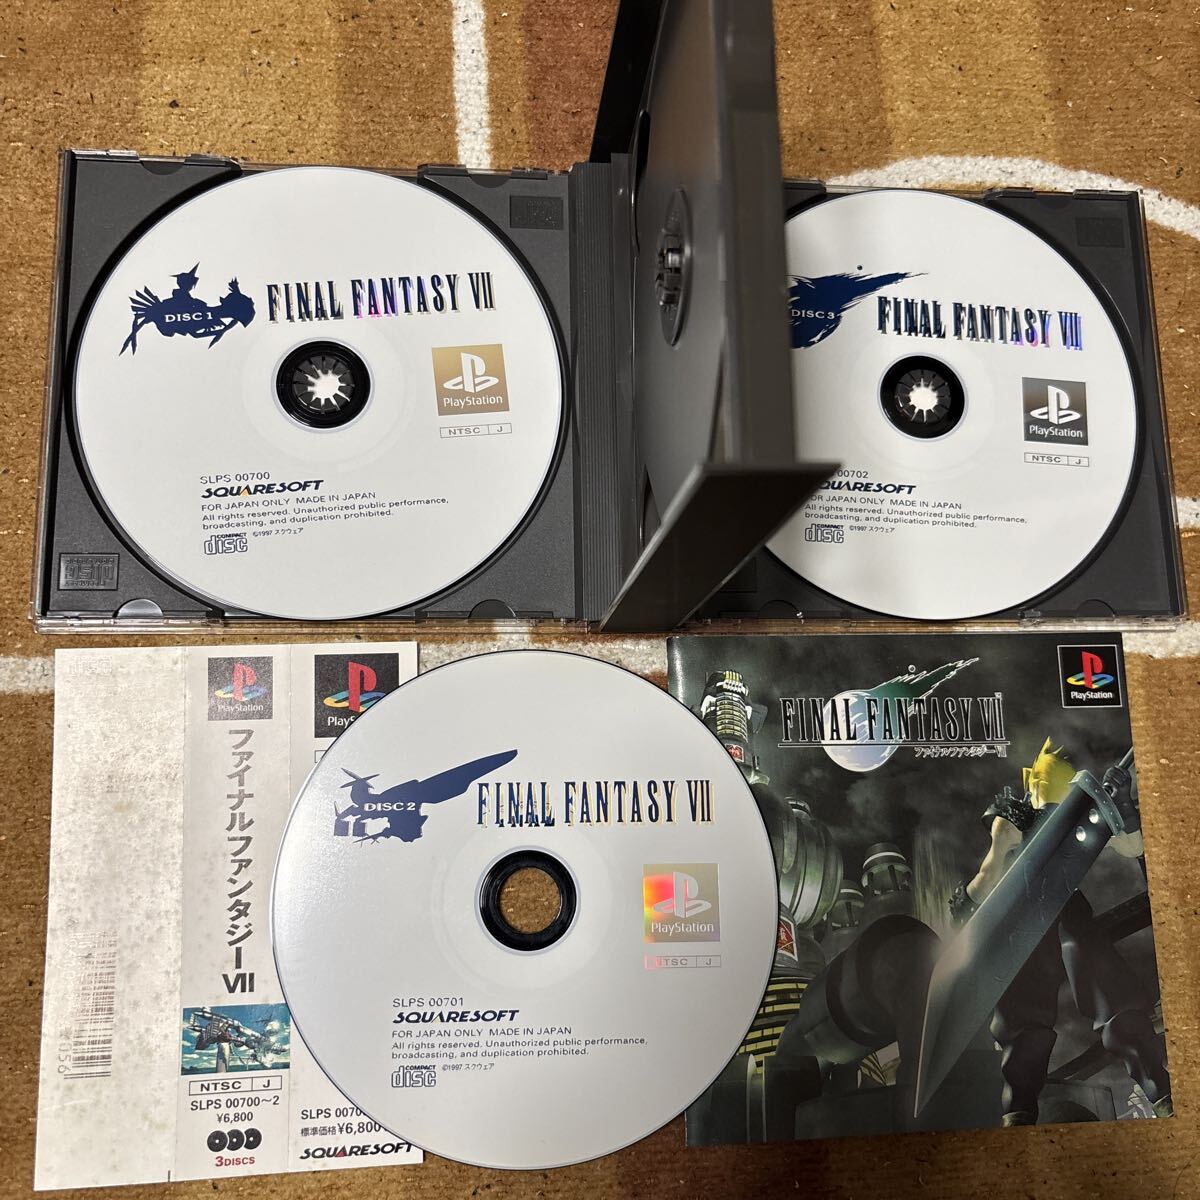 DISC 1
FINAL FANTASY VII
PlayStation
NTSC J
SLPS 00700
SQUARESOFT
FOR JAPAN ONLY MADE IN JAPAN
All rights reserved. Unauthorized public performance,
broadcasting, and duplication prohibited.
COMPACT
disc
©1997 スクウェア
DISC 3
FINAL FANTASY VII
PlayStation
NTSC J
00702
SQUARESOFT
FOR JAPAN ONLY MADE IN JAPAN
All rights reserved. Unauthorized public performance,
broadcasting, and duplication prohibited.
COMPACT
disc
©1997 スクウェア
PlayStation
ファイナルファンタジーVII
NTSC J
SLPS 00700~2
¥6,800
3DISCS
PlayS
SLPS 0070
標準価格¥6,800
SQUARESOFT
DISC 2
FINAL FANTASY VII
PlayStation
NTSC J
SLPS 00701
SQUARESOFT
FOR JAPAN ONLY MADE IN JAPAN
All rights reserved. Unauthorized public performance,
broadcasting, and duplication prohibited.
COMPACT
disc
©1997 スクウェア
PlayStation
FINAL FANTASY VII
ファイナルファンタジーVII